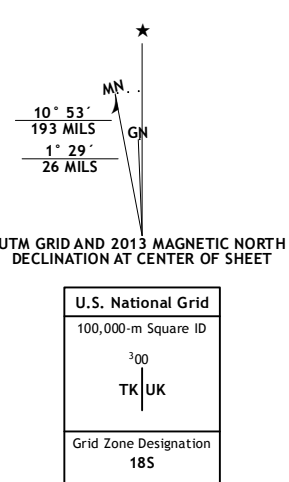 ★
MN
10° 53´
193 MILS
GN
1° 29´
26 MILS
UTM GRID AND 2013 MAGNETIC NORTH
DECLINATION AT CENTER OF SHEET
U.S. National Grid
100,000-m Square ID
³00
TK UK
Grid Zone Designation
18S